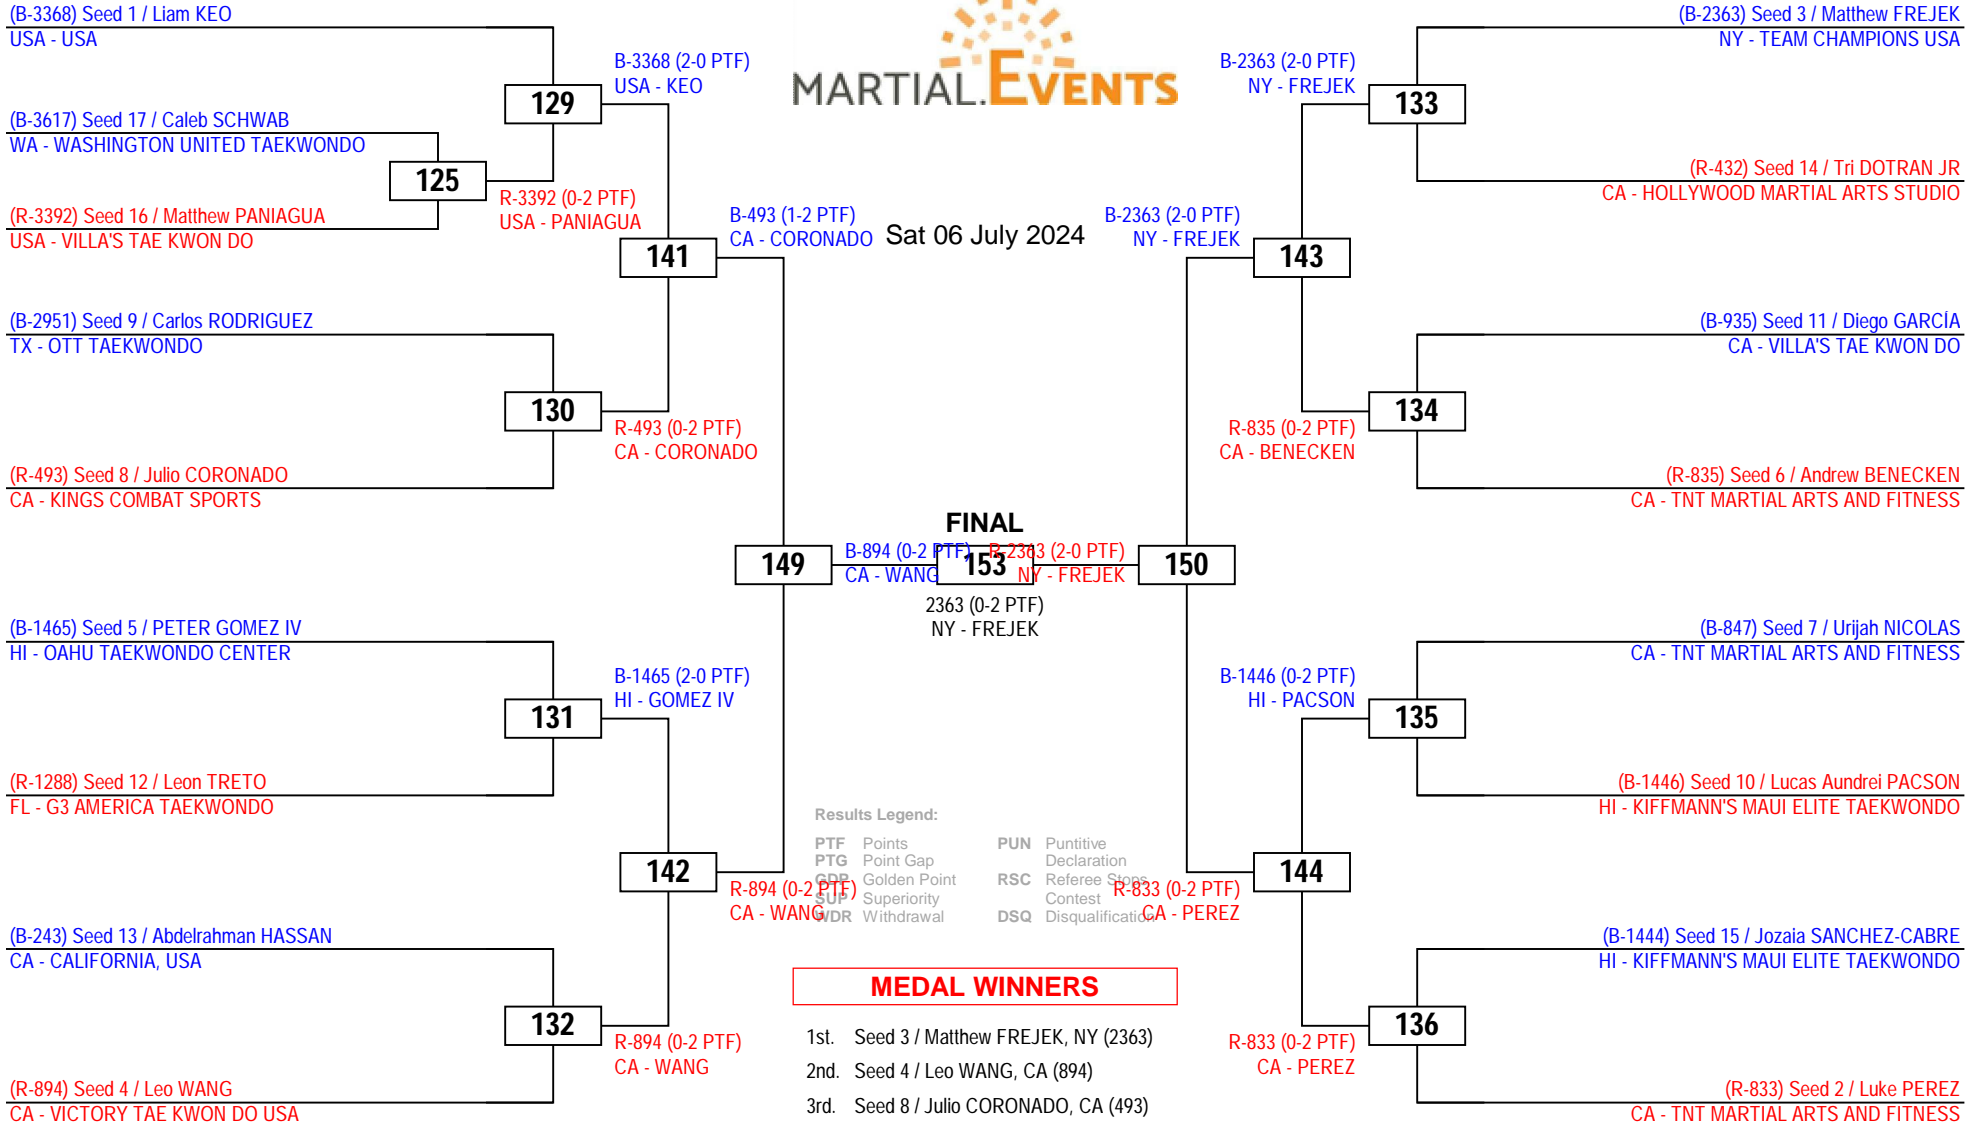 (B-3368) Seed 1 / Liam KEO
USA - USA
(B-3617) Seed 17 / Caleb SCHWAB
WA - WASHINGTON UNITED TAEKWONDO
(R-3392) Seed 16 / Matthew PANIAGUA
USA - VILLA'S TAE KWON DO
(B-2951) Seed 9 / Carlos RODRIGUEZ
TX - OTT TAEKWONDO
(R-493) Seed 8 / Julio CORONADO
CA - KINGS COMBAT SPORTS
(B-1465) Seed 5 / PETER GOMEZ IV
HI - OAHU TAEKWONDO CENTER
(R-1288) Seed 12 / Leon TRETO
FL - G3 AMERICA TAEKWONDO
(B-243) Seed 13 / Abdelrahman HASSAN
CA - CALIFORNIA, USA
(R-894) Seed 4 / Leo WANG
CA - VICTORY TAE KWON DO USA
125
R-3392 (0-2 PTF)
USA - PANIAGUA
129
B-3368 (2-0 PTF)
USA - KEO
130
R-493 (0-2 PTF)
CA - CORONADO
131
B-1465 (2-0 PTF)
HI - GOMEZ IV
132
R-894 (0-2 PTF)
CA - WANG
141
B-493 (1-2 PTF)
CA - CORONADO
142
R-894 (0-2 PTF)
CA - WANG
149
B-894 (0-2 PTF)
CA - WANG
MARTIAL.EVENTS
Sat 06 July 2024
FINAL
153
2363 (0-2 PTF)
NY - FREJEK
R-2363 (2-0 PTF)
NY - FREJEK
150
B-2363 (2-0 PTF)
NY - FREJEK
143
R-833 (0-2 PTF)
CA - PEREZ
144
B-2363 (2-0 PTF)
NY - FREJEK
133
R-835 (0-2 PTF)
CA - BENECKEN
134
B-1446 (0-2 PTF)
HI - PACSON
135
R-833 (0-2 PTF)
CA - PEREZ
136
(B-2363) Seed 3 / Matthew FREJEK
NY - TEAM CHAMPIONS USA
(R-432) Seed 14 / Tri DOTRAN JR
CA - HOLLYWOOD MARTIAL ARTS STUDIO
(B-935) Seed 11 / Diego GARCÍA
CA - VILLA'S TAE KWON DO
(R-835) Seed 6 / Andrew BENECKEN
CA - TNT MARTIAL ARTS AND FITNESS
(B-847) Seed 7 / Urijah NICOLAS
CA - TNT MARTIAL ARTS AND FITNESS
(B-1446) Seed 10 / Lucas Aundrei PACSON
HI - KIFFMANN'S MAUI ELITE TAEKWONDO
(B-1444) Seed 15 / Jozaia SANCHEZ-CABRE
HI - KIFFMANN'S MAUI ELITE TAEKWONDO
(R-833) Seed 2 / Luke PEREZ
CA - TNT MARTIAL ARTS AND FITNESS
Results Legend:
PTF Points
PTG Point Gap
GDP Golden Point
SUP Superiority
WDR Withdrawal
PUN Puntitive
Declaration
RSC Referee Stops
Contest
DSQ Disqualification
MEDAL WINNERS
1st. Seed 3 / Matthew FREJEK, NY (2363)
2nd. Seed 4 / Leo WANG, CA (894)
3rd. Seed 8 / Julio CORONADO, CA (493)